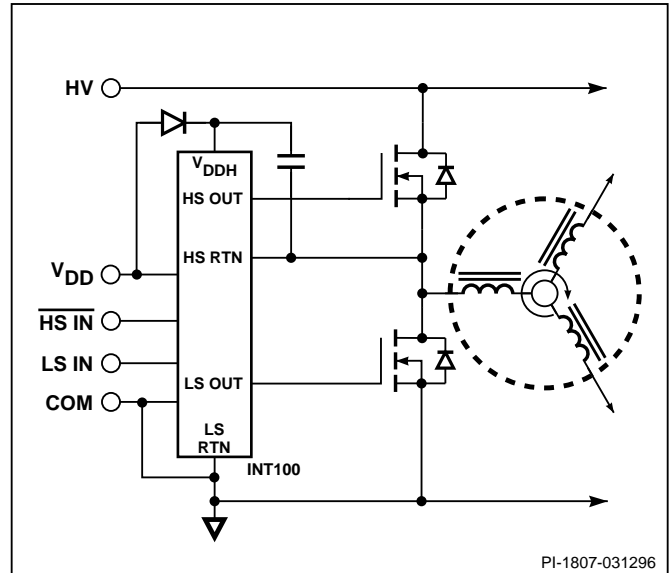 HV
VDDH
HS OUT
HS RTN
VDD
HS IN
LS IN
LS OUT
COM
LS
RTN
INT100
PI-1807-031296